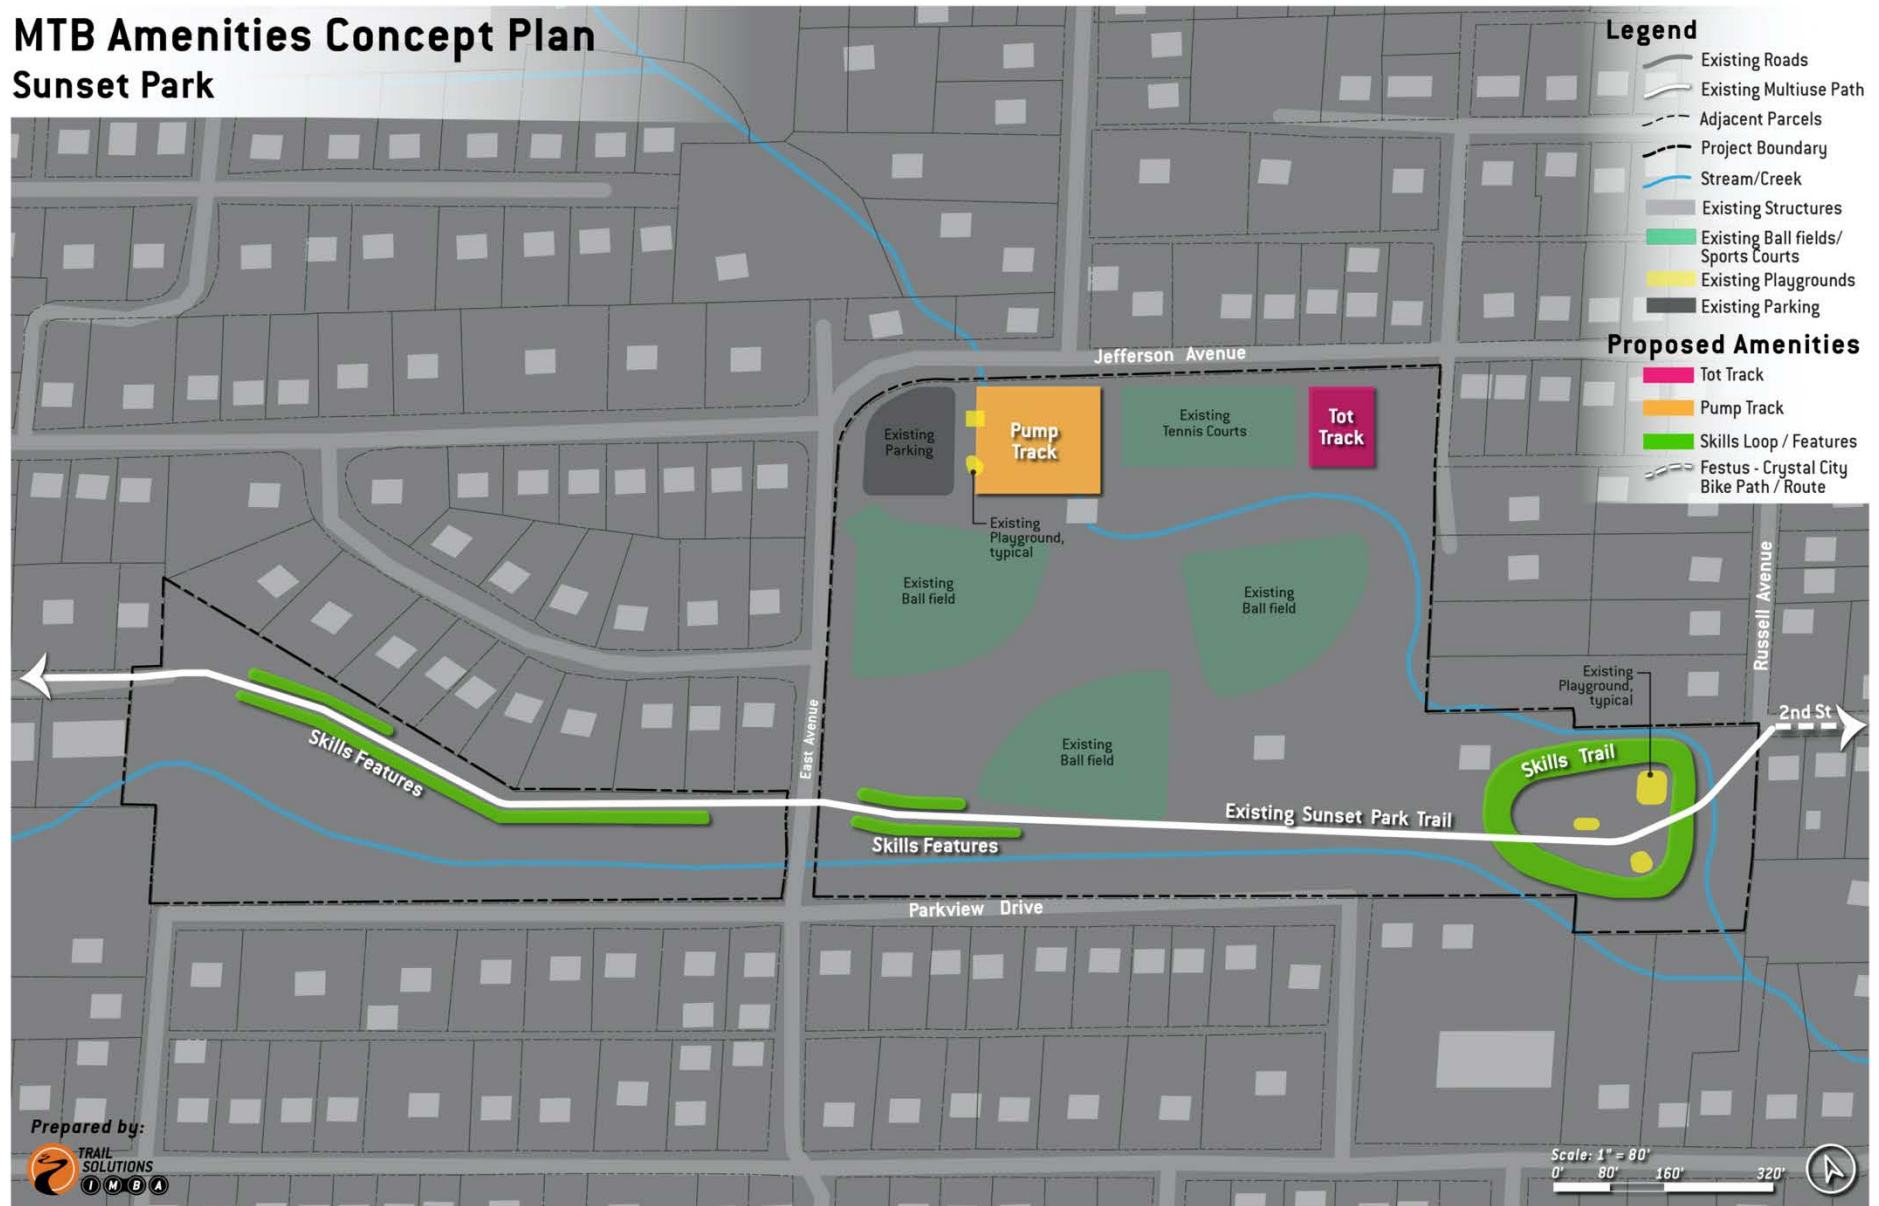 MTB Amenities Concept Plan
Sunset Park
Legend
Existing Roads
Existing Multiuse Path
Adjacent Parcels
Project Boundary
Stream/Creek
Existing Structures
Existing Ball fields/
Sports Courts
Existing Playgrounds
Existing Parking
Proposed Amenities
Tot Track
Pump Track
Skills Loop / Features
Festus - Crystal City
Bike Path / Route
Jefferson Avenue
Existing
Parking
Pump
Track
Existing
Tennis Courts
Tot
Track
Existing
Playground,
typical
Existing
Ball field
Existing
Ball field
Russell Avenue
Existing
Playground,
typical
2nd St
East Avenue
Skills Features
Existing
Ball field
Skills Trail
Existing Sunset Park Trail
Skills Features
Parkview Drive
Prepared by:
TRAIL
SOLUTIONS
I M B A
Scale: 1" = 80'
0' 80' 160' 320'